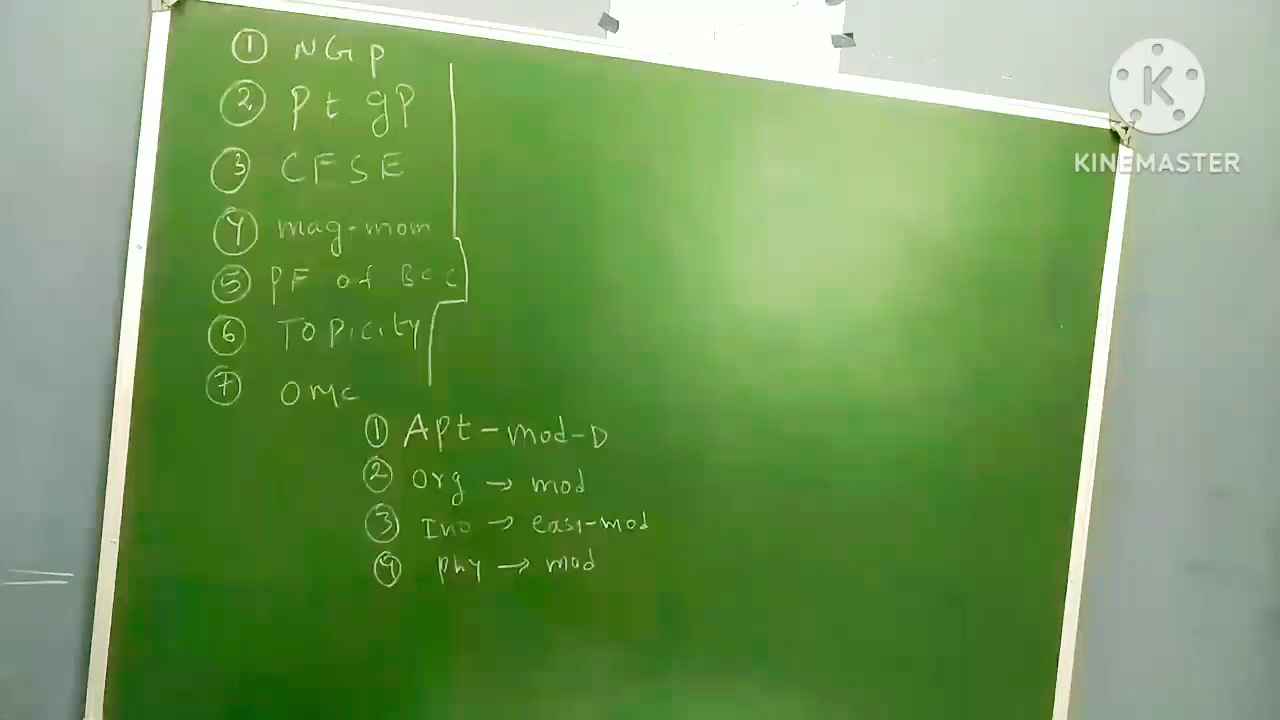 ① NGP
② Pt gp
③ CFSE
④ mag-mom
⑤ PF of BCC
⑥ Topicity
⑦ OMC
① Apt - mod - D
② Org → mod
③ Ino → easy-mod
④ Phy → mod
K
KINEMASTER